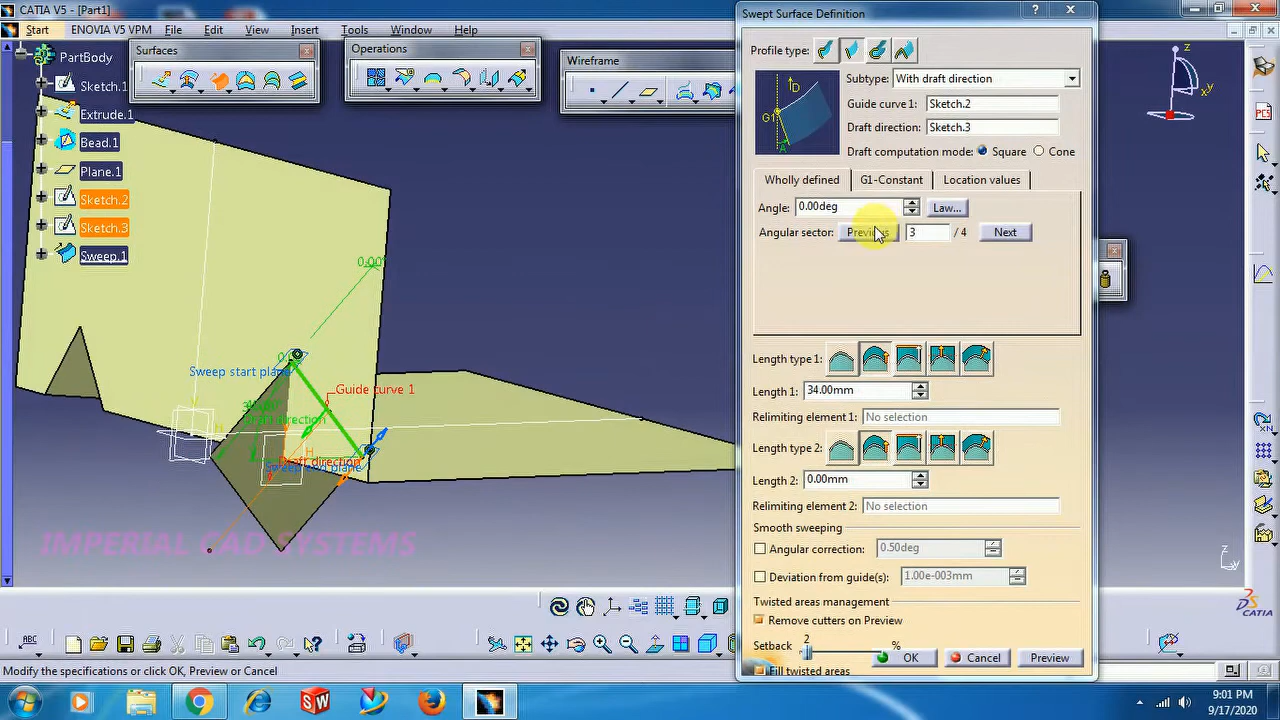 CATIA V5 - [Part1]
Start ENOVIA V5 VPM File Edit View Insert Tools Window Help
PartBody
Sketch.1
Extrude.1
Bead.1
Plane.1
Sketch.2
Sketch.3
Sweep.1
Surfaces
Operations
Wireframe
0.00°
Sweep start plane
Guide curve 1
Draft direction
Draft direction
H
Sweep end plane
z
xy
PCS
Swept Surface Definition
Profile type:
Subtype: With draft direction
Guide curve 1: Sketch.2
Draft direction: Sketch.3
Draft computation mode: Square Cone
Wholly defined G1-Constant Location values
Angle: 0.00deg Law...
Angular sector: Previous 3 / 4 Next
Length type 1:
Length 1: 34.00mm
Relimiting element 1: No selection
Length type 2:
Length 2: 0.00mm
Relimiting element 2: No selection
Smooth sweeping
Angular correction: 0.50deg
Deviation from guide(s): 1.00e-003mm
Twisted areas management
Remove cutters on Preview
Setback 2 %
OK Cancel Preview
Fill twisted areas
Modify the specifications or click OK, Preview or Cancel
9:01 PM
9/17/2020